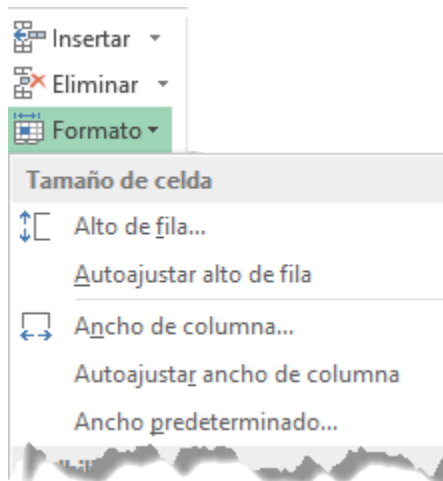 Insertar
Eliminar
Formato
Tamaño de celda
Alto de fila...
Autoajustar alto de fila
Ancho de columna...
Autoajustar ancho de columna
Ancho predeterminado...